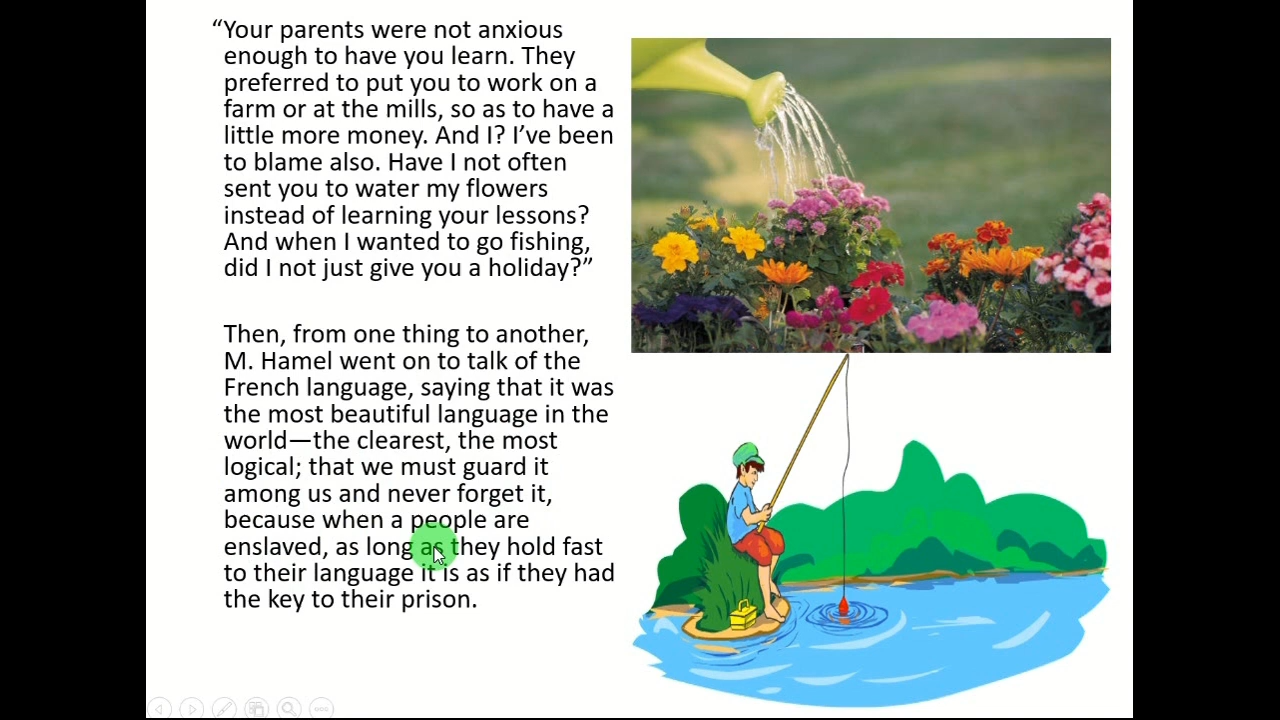 “Your parents were not anxious
enough to have you learn. They
preferred to put you to work on a
farm or at the mills, so as to have a
little more money. And I? I’ve been
to blame also. Have I not often
sent you to water my flowers
instead of learning your lessons?
And when I wanted to go fishing,
did I not just give you a holiday?”
Then, from one thing to another,
M. Hamel went on to talk of the
French language, saying that it was
the most beautiful language in the
world—the clearest, the most
logical; that we must guard it
among us and never forget it,
because when a people are
enslaved, as long as they hold fast
to their language it is as if they had
the key to their prison.